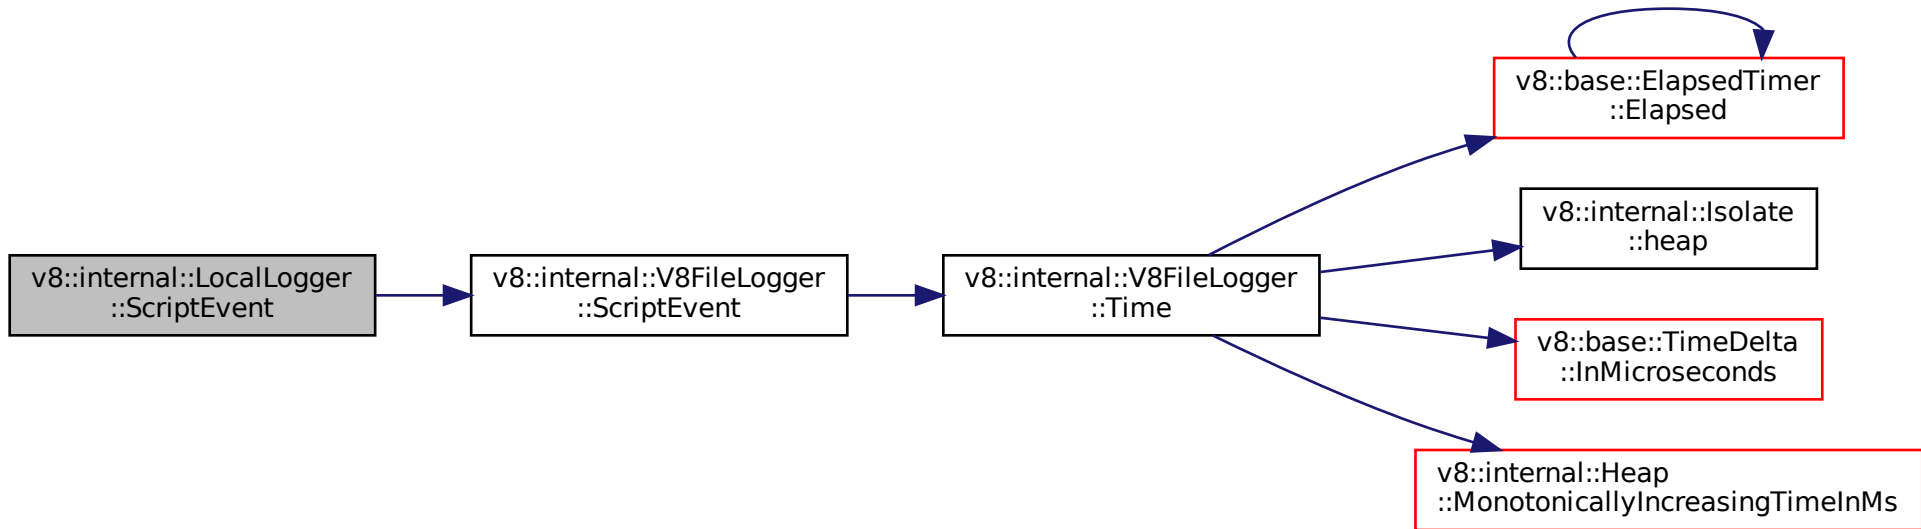 v8::internal::LocalLogger
::ScriptEvent
v8::internal::V8FileLogger
::ScriptEvent
v8::internal::V8FileLogger
::Time
v8::base::ElapsedTimer
::Elapsed
v8::internal::Isolate
::heap
v8::base::TimeDelta
::InMicroseconds
v8::internal::Heap
::MonotonicallyIncreasingTimeInMs